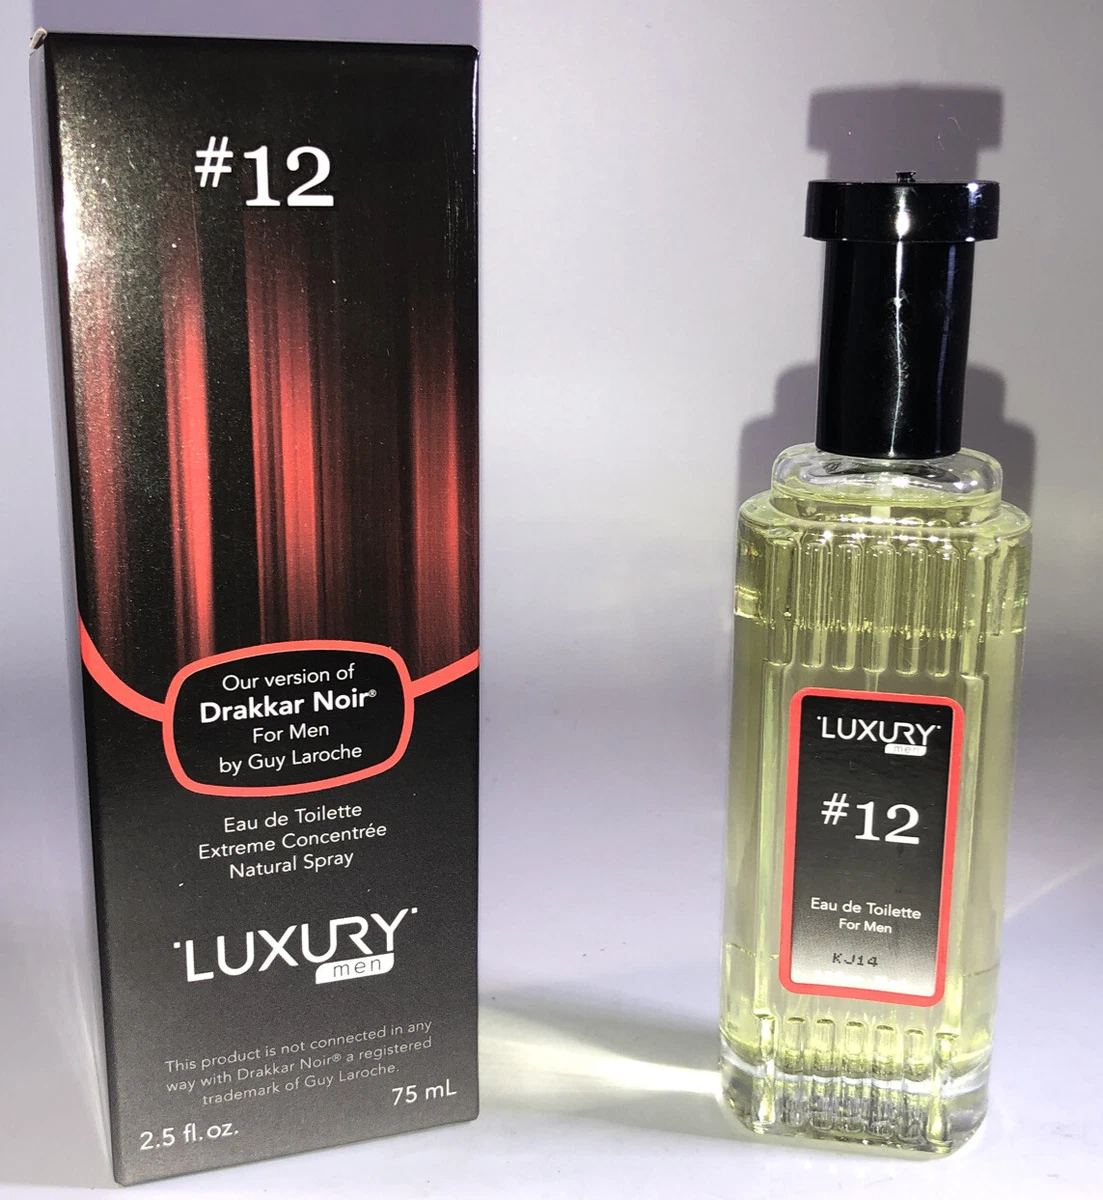 #12
Our version of
Drakkar Noir®
For Men
by Guy Laroche
Eau de Toilette
Extreme Concentrée
Natural Spray
LUXURY
men
This product is not connected in any
way with Drakkar Noir® a registered
trademark of Guy Laroche.
75 mL
2.5 fl. oz.
LUXURY
men
#12
Eau de Toilette
For Men
KJ14